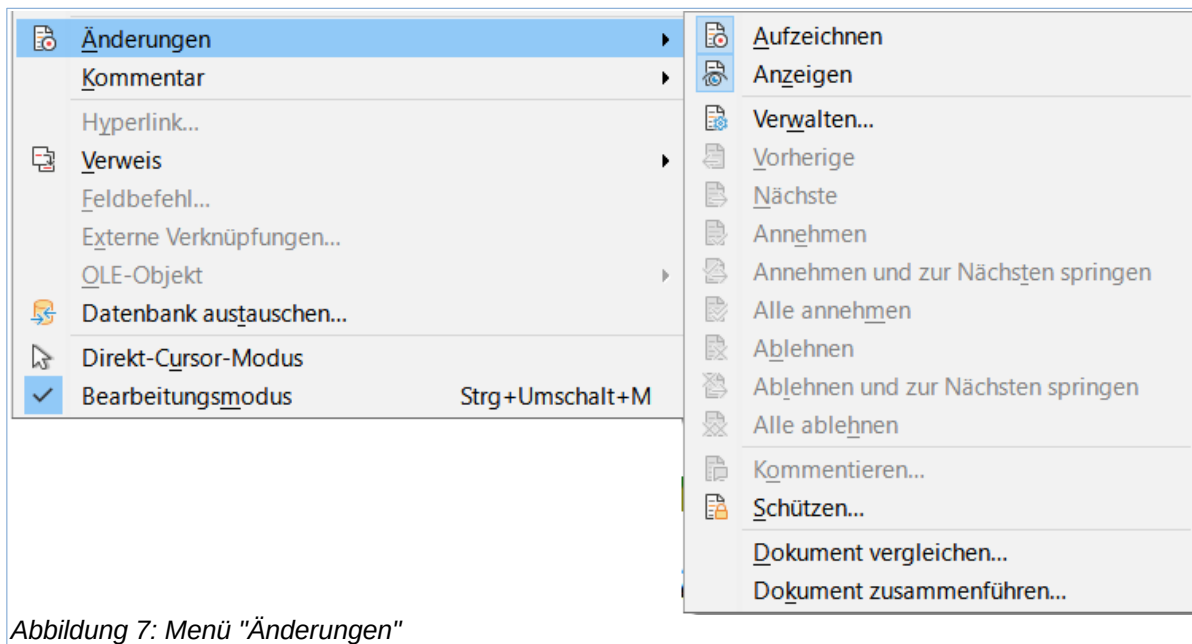 Änderungen
Kommentar
Hyperlink...
Verweis
Feldbefehl...
Externe Verknüpfungen...
OLE-Objekt
Datenbank austauschen...
Direkt-Cursor-Modus
Bearbeitungsmodus Strg+Umschalt+M
Aufzeichnen
Anzeigen
Verwalten...
Vorherige
Nächste
Annehmen
Annehmen und zur Nächsten springen
Alle annehmen
Ablehnen
Ablehnen und zur Nächsten springen
Alle ablehnen
Kommentieren...
Schützen...
Dokument vergleichen...
Dokument zusammenführen...
Abbildung 7: Menü "Änderungen"